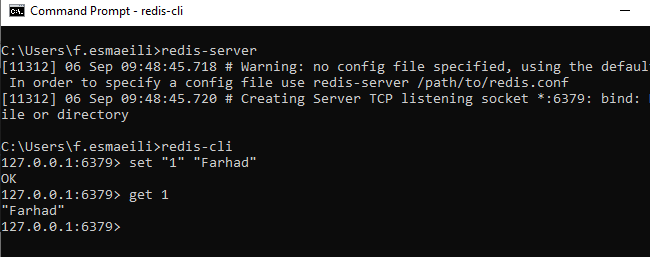 Command Prompt - redis-cli
C:\Users\f.esmaeili>redis-server
[11312] 06 Sep 09:48:45.718 # Warning: no config file specified, using the defaul
 In order to specify a config file use redis-server /path/to/redis.conf
[11312] 06 Sep 09:48:45.720 # Creating Server TCP listening socket *:6379: bind:
ile or directory
C:\Users\f.esmaeili>redis-cli
127.0.0.1:6379> set "1" "Farhad"
OK
127.0.0.1:6379> get 1
"Farhad"
127.0.0.1:6379>